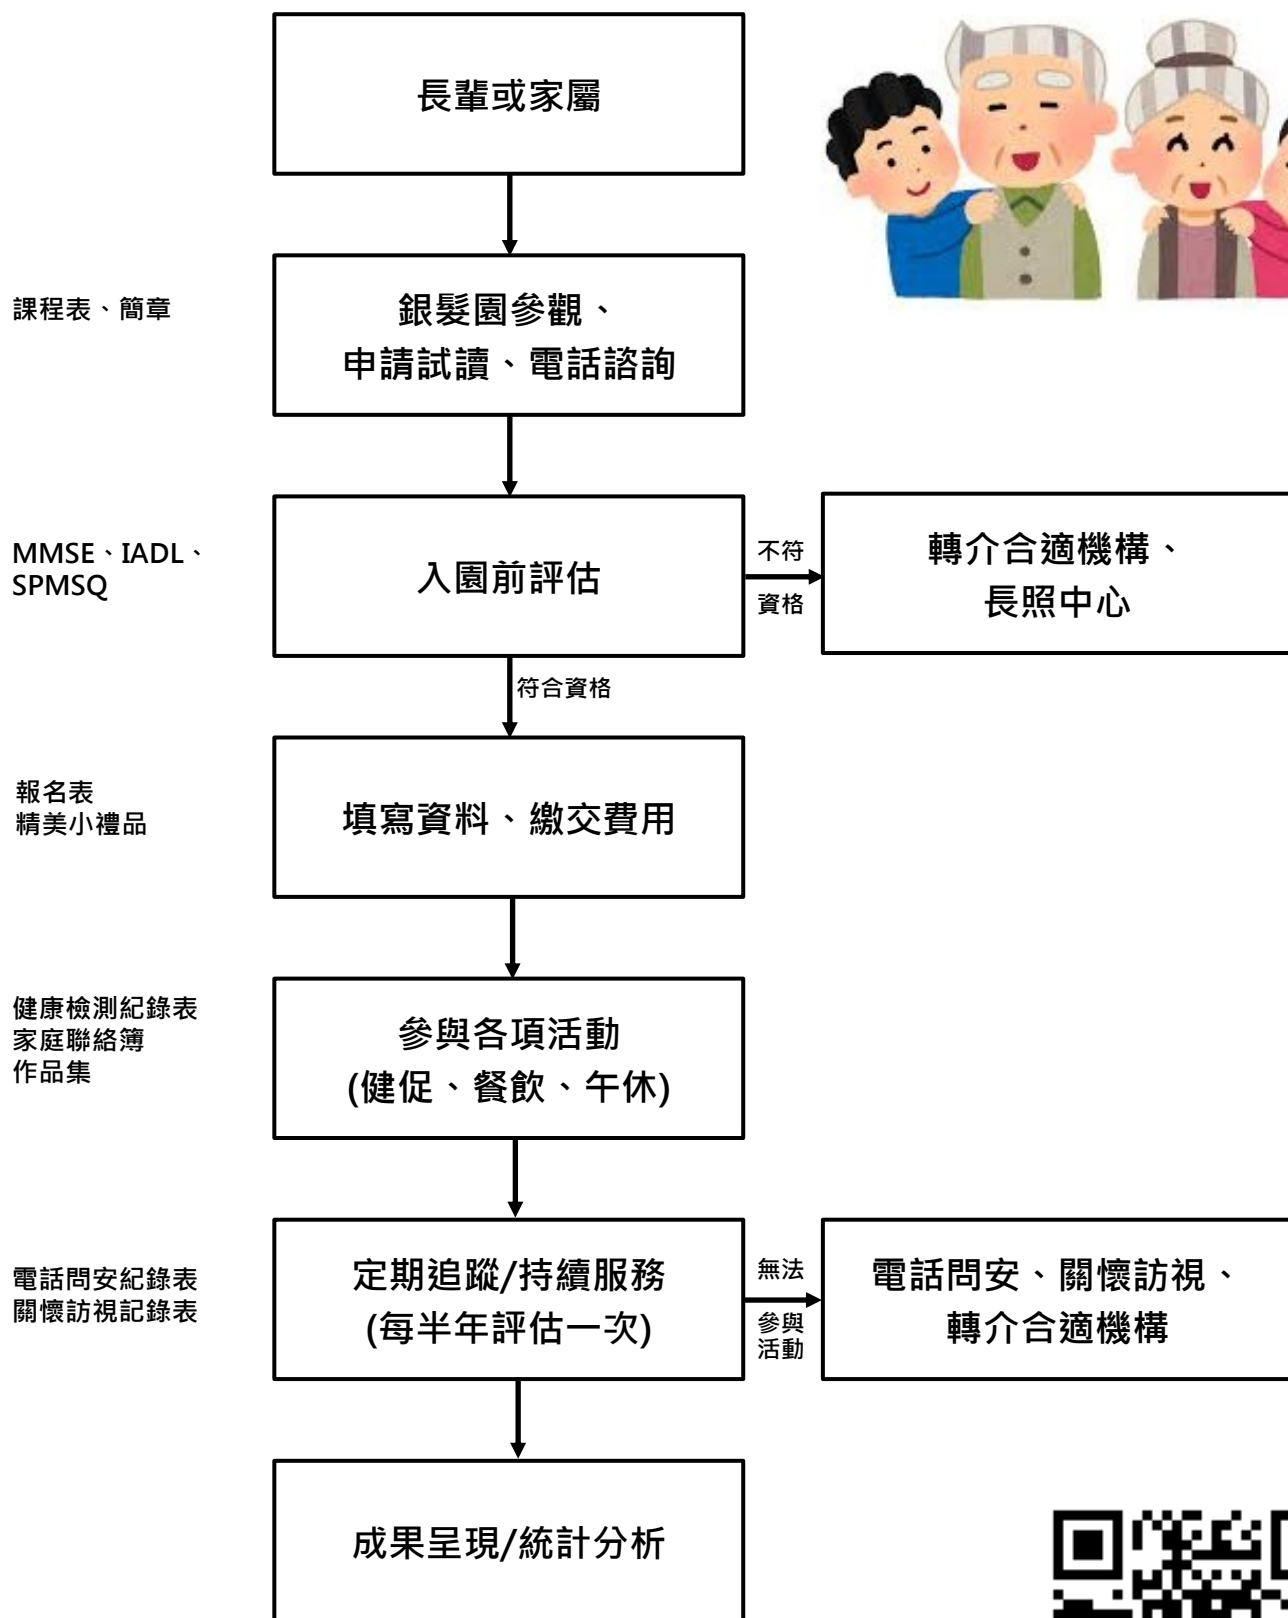 長輩或家屬
課程表、簡章
銀髮園參觀、
申請試讀、電話諮詢
MMSE、IADL、
SPMSQ
入園前評估
不符
資格
轉介合適機構、
長照中心
符合資格
報名表
精美小禮品
填寫資料、繳交費用
健康檢測紀錄表
家庭聯絡簿
作品集
參與各項活動
(健促、餐飲、午休)
電話問安紀錄表
關懷訪視記錄表
定期追蹤/持續服務
(每半年評估一次)
無法
參與
活動
電話問安、關懷訪視、
轉介合適機構
成果呈現/統計分析